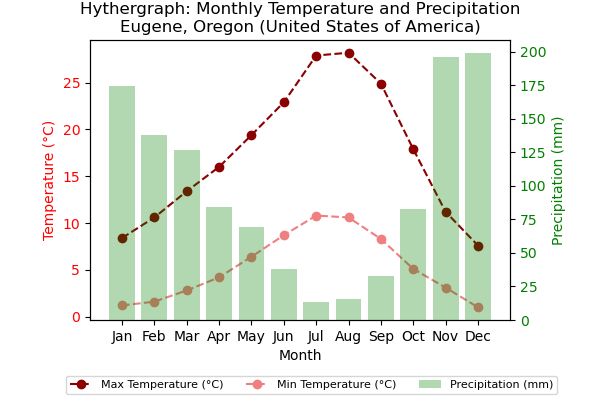 Hythergraph: Monthly Temperature and Precipitation
Eugene, Oregon (United States of America)
Temperature (°C)
25
20
15
10
5
0
200
175
150
125
100
75
50
25
0
Precipitation (mm)
Jan Feb Mar Apr May Jun Jul Aug Sep Oct Nov Dec
Month
Max Temperature (°C) Min Temperature (°C) Precipitation (mm)